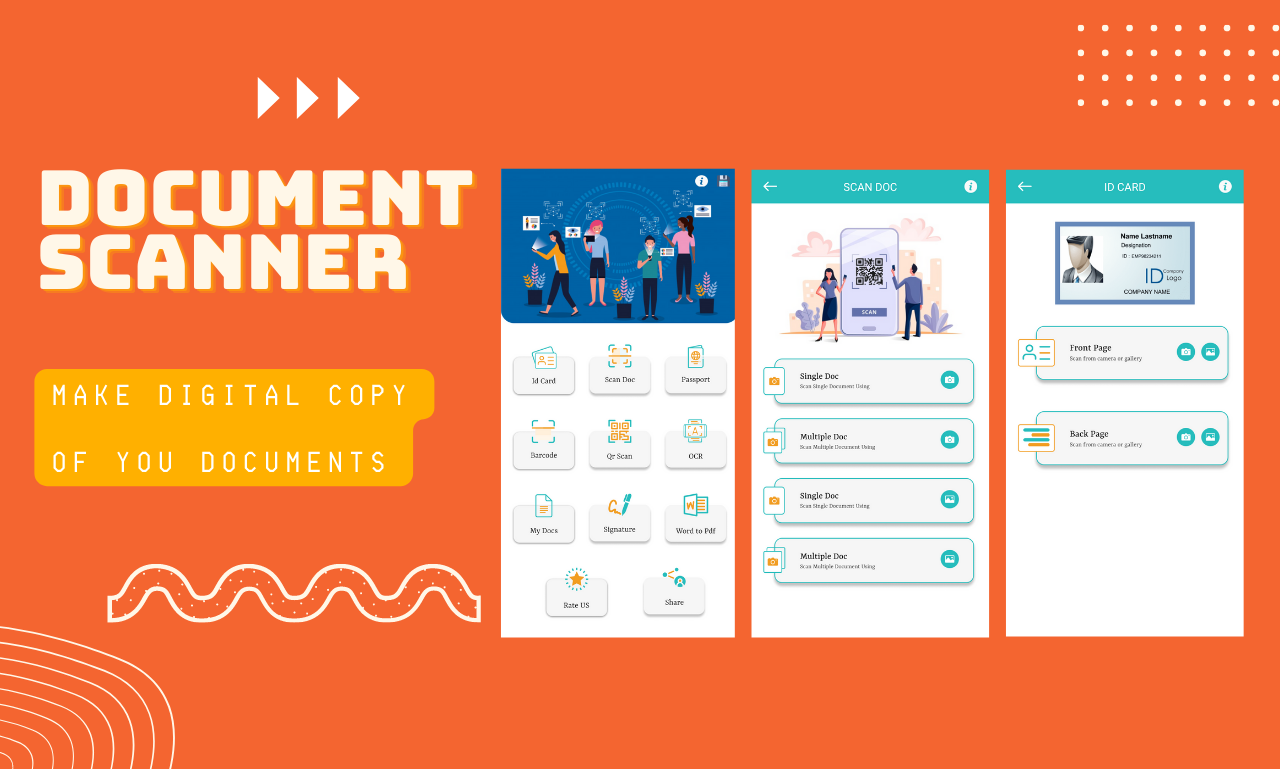 DOCUMENT
SCANNER
MAKE DIGITAL COPY
OF YOU DOCUMENTS
Id Card
Scan Doc
Passport
Barcode
Qr Scan
OCR
My Docs
Signature
Word to Pdf
Rate US
Share
SCAN DOC
SCAN
Single Doc
Scan Single Document Using
Multiple Doc
Scan Multiple Document Using
Single Doc
Scan Single Document Using
Multiple Doc
Scan Multiple Document Using
ID CARD
Name Lastname
Designation
ID : EMP98234211
ID Company
Logo
COMPANY NAME
Front Page
Scan from camera or gallery
Back Page
Scan from camera or gallery